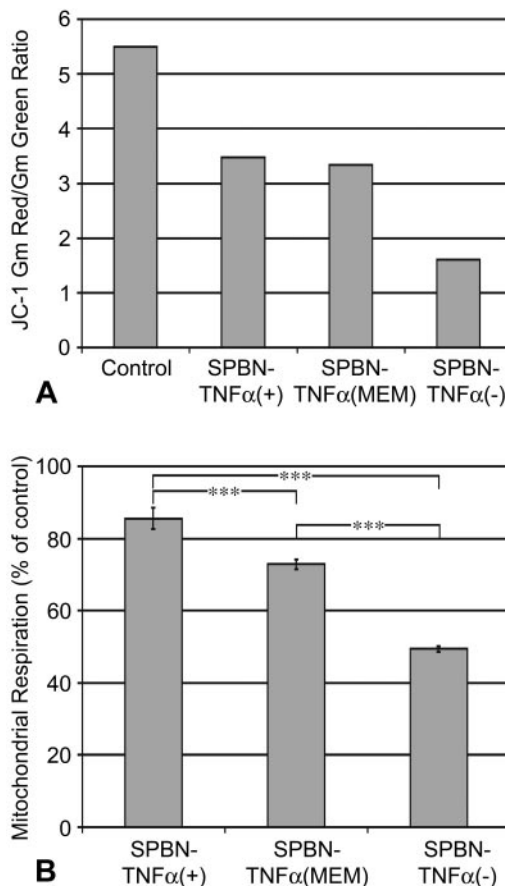 JC-1 Gm Red/Gm Green Ratio
6
5
4
3
2
1
0
Control SPBN- SPBN- SPBN-
TNFα(+) TNFα(MEM) TNFα(-)
A
Mitochondrial Respiration (% of control)
100
80
60
40
20
0
***
*** ***
SPBN- SPBN- SPBN-
TNFα(+) TNFα(MEM) TNFα(-)
B